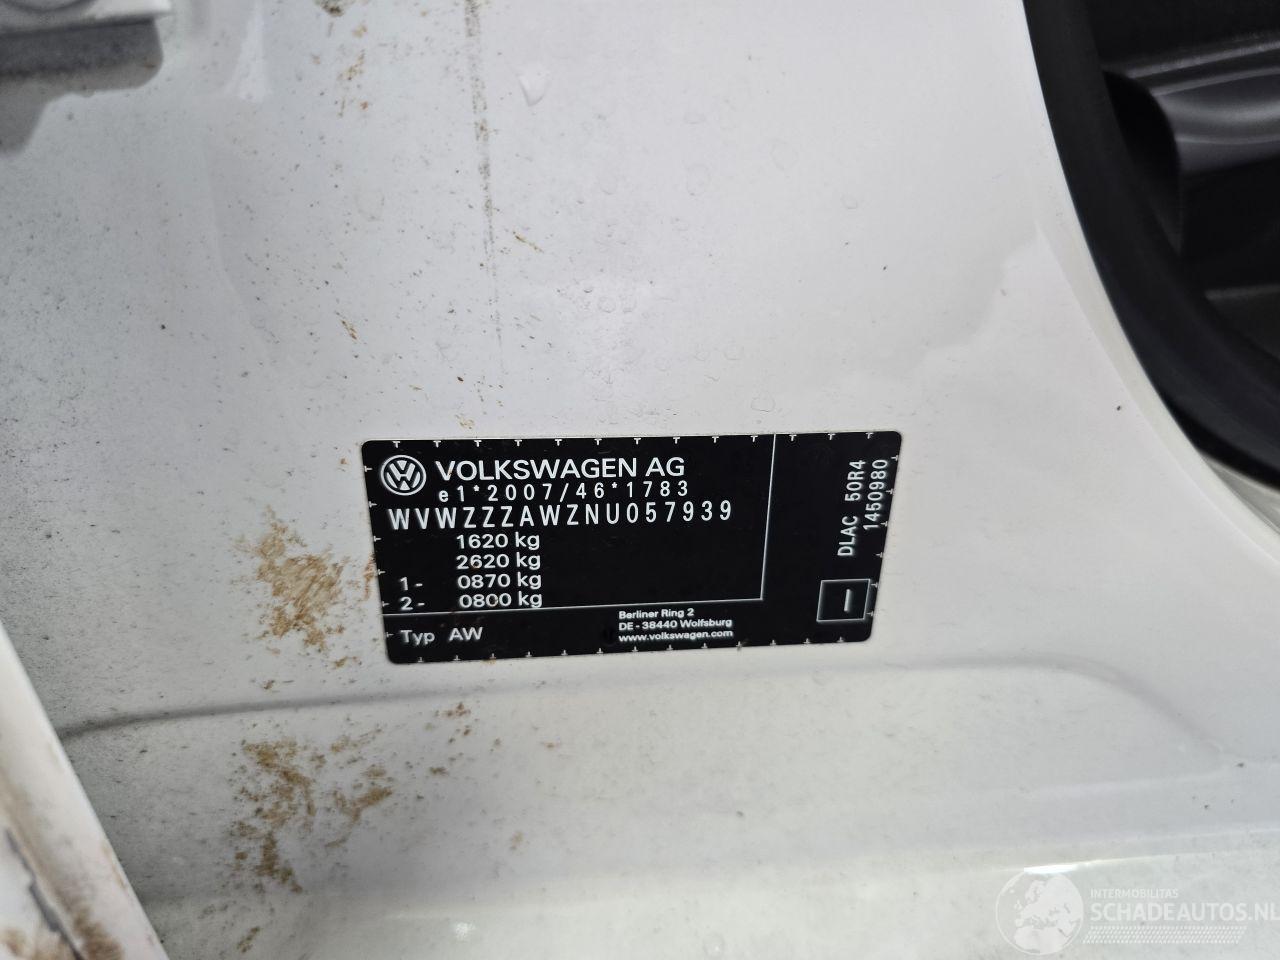 VOLKSWAGEN AG
e1*2007/46*1783
WVWZZZAWZNU057939
1620 kg
2620 kg
1- 0870 kg
2- 0800 kg
Typ AW
Berliner Ring 2
DE - 38440 Wolfsburg
www.volkswagen.com
DLAC 50R4
1450980
I
INTERMOBILITAS
SCHADEAUTOS.NL